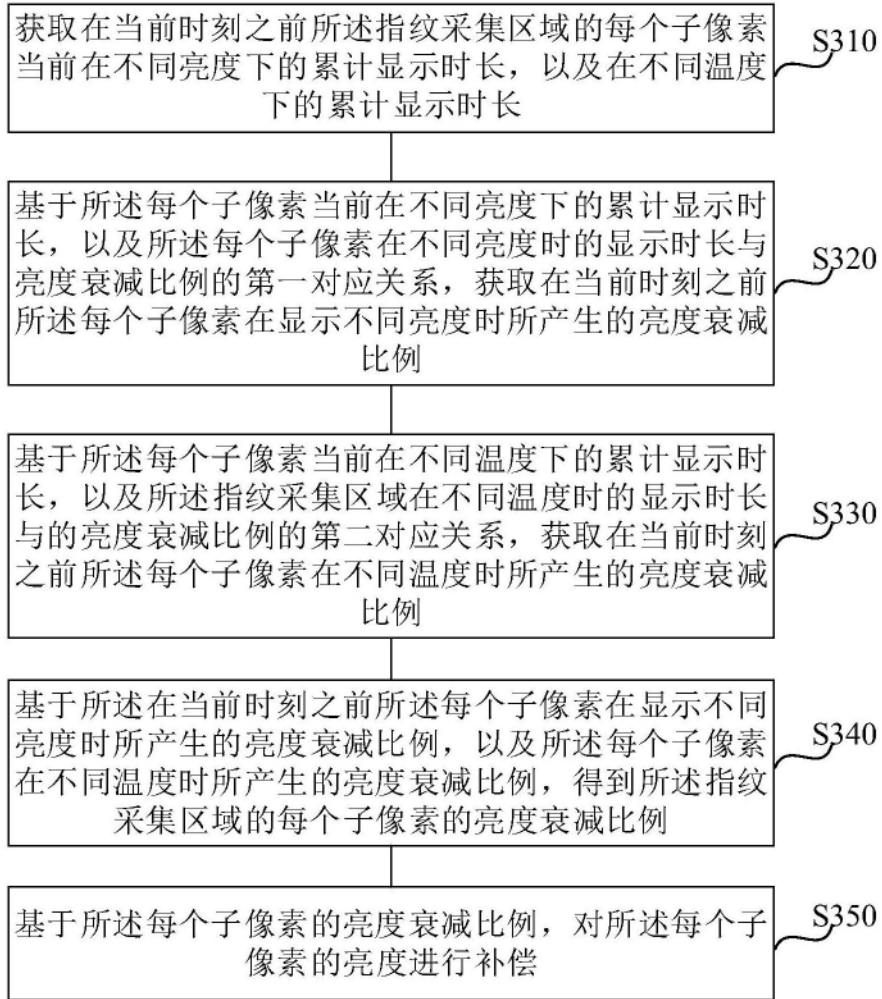 获取在当前时刻之前所述指纹采集区域的每个子像素
当前在不同亮度下的累计显示时长，以及在不同温度
下的累计显示时长
S310
基于所述每个子像素当前在不同亮度下的累计显示时
长，以及所述每个子像素在不同亮度时的显示时长与
亮度衰减比例的第一对应关系，获取在当前时刻之前
所述每个子像素在显示不同亮度时所产生的亮度衰减
比例
S320
基于所述每个子像素当前在不同温度下的累计显示时
长，以及所述指纹采集区域在不同温度时的显示时长
与的亮度衰减比例的第二对应关系，获取在当前时刻
之前所述每个子像素在不同温度时所产生的亮度衰减
比例
S330
基于所述在当前时刻之前所述每个子像素在显示不同
亮度时所产生的亮度衰减比例，以及所述每个子像素
在不同温度时所产生的亮度衰减比例，得到所述指纹
采集区域的每个子像素的亮度衰减比例
S340
基于所述每个子像素的亮度衰减比例，对所述每个子
像素的亮度进行补偿
S350